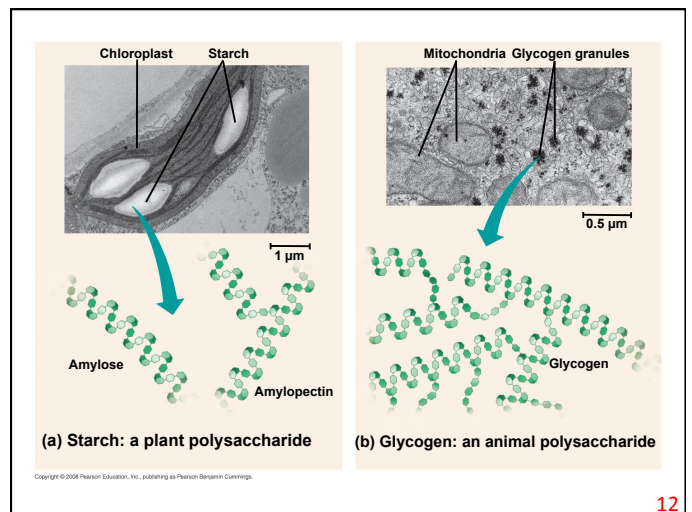 Chloroplast Starch
1 µm
Amylose
Amylopectin
(a) Starch: a plant polysaccharide
Mitochondria Glycogen granules
0.5 µm
Glycogen
(b) Glycogen: an animal polysaccharide
Copyright © 2008 Pearson Education, Inc., publishing as Pearson Benjamin Cummings.
12